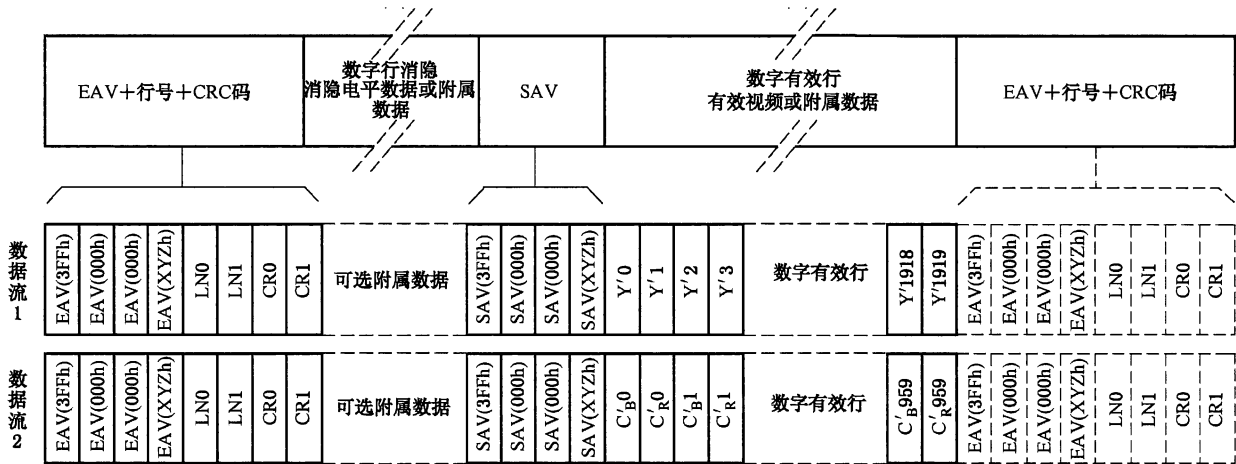 EAV+行号+CRC码
数字行消隐
消隐电平数据或附属
数据
SAV
数字有效行
有效视频或附属数据
EAV+行号+CRC码
数据流1
EAV(3FFh)
EAV(000h)
EAV(000h)
EAV(XYZh)
LN0
LN1
CR0
CR1
可选附属数据
SAV(3FFh)
SAV(000h)
SAV(000h)
SAV(XYZh)
Y′0
Y′1
Y′2
Y′3
数字有效行
Y′1918
Y′1919
EAV(3FFh)
EAV(000h)
EAV(000h)
EAV(XYZh)
LN0
LN1
CR0
CR1
数据流2
EAV(3FFh)
EAV(000h)
EAV(000h)
EAV(XYZh)
LN0
LN1
CR0
CR1
可选附属数据
SAV(3FFh)
SAV(000h)
SAV(000h)
SAV(XYZh)
C′B0
C′R0
C′B1
C′R1
数字有效行
C′B959
C′R959
EAV(3FFh)
EAV(000h)
EAV(000h)
EAV(XYZh)
LN0
LN1
CR0
CR1